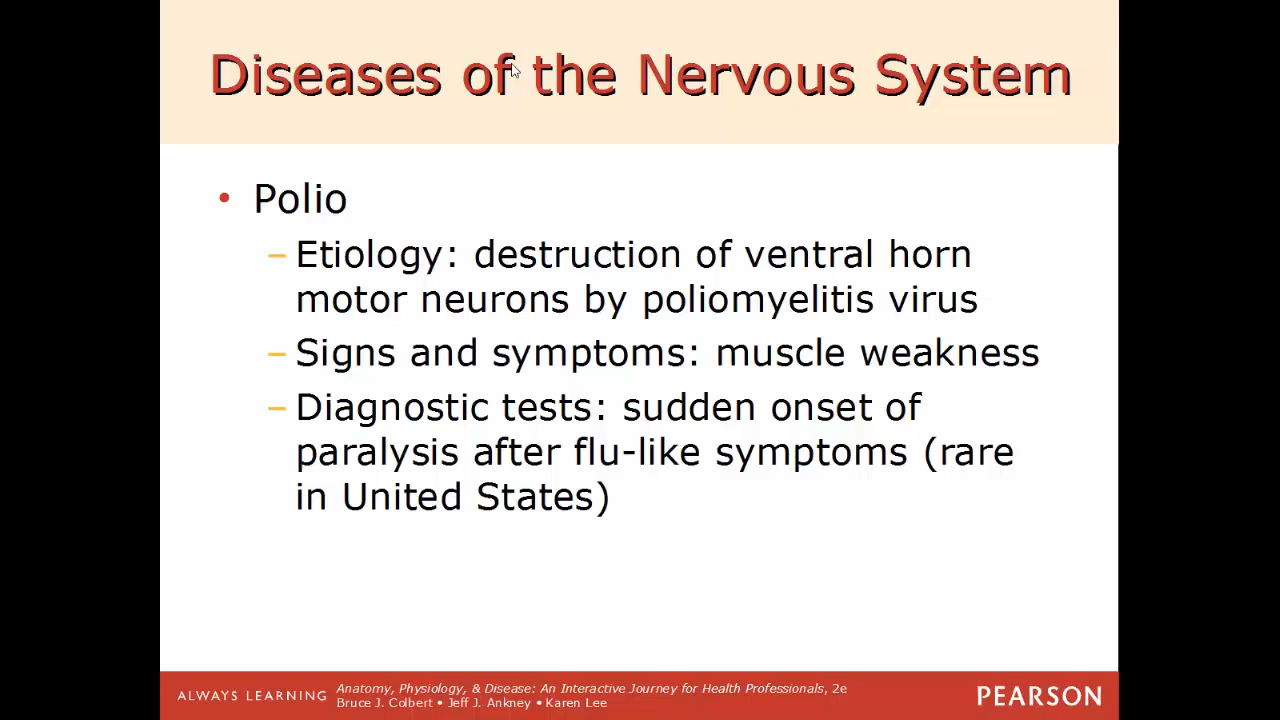 Diseases of the Nervous System
• Polio
– Etiology: destruction of ventral horn
motor neurons by poliomyelitis virus
– Signs and symptoms: muscle weakness
– Diagnostic tests: sudden onset of
paralysis after flu-like symptoms (rare
in United States)
ALWAYS LEARNING
Anatomy, Physiology, & Disease: An Interactive Journey for Health Professionals, 2e
Bruce J. Colbert • Jeff J. Ankney • Karen Lee
PEARSON